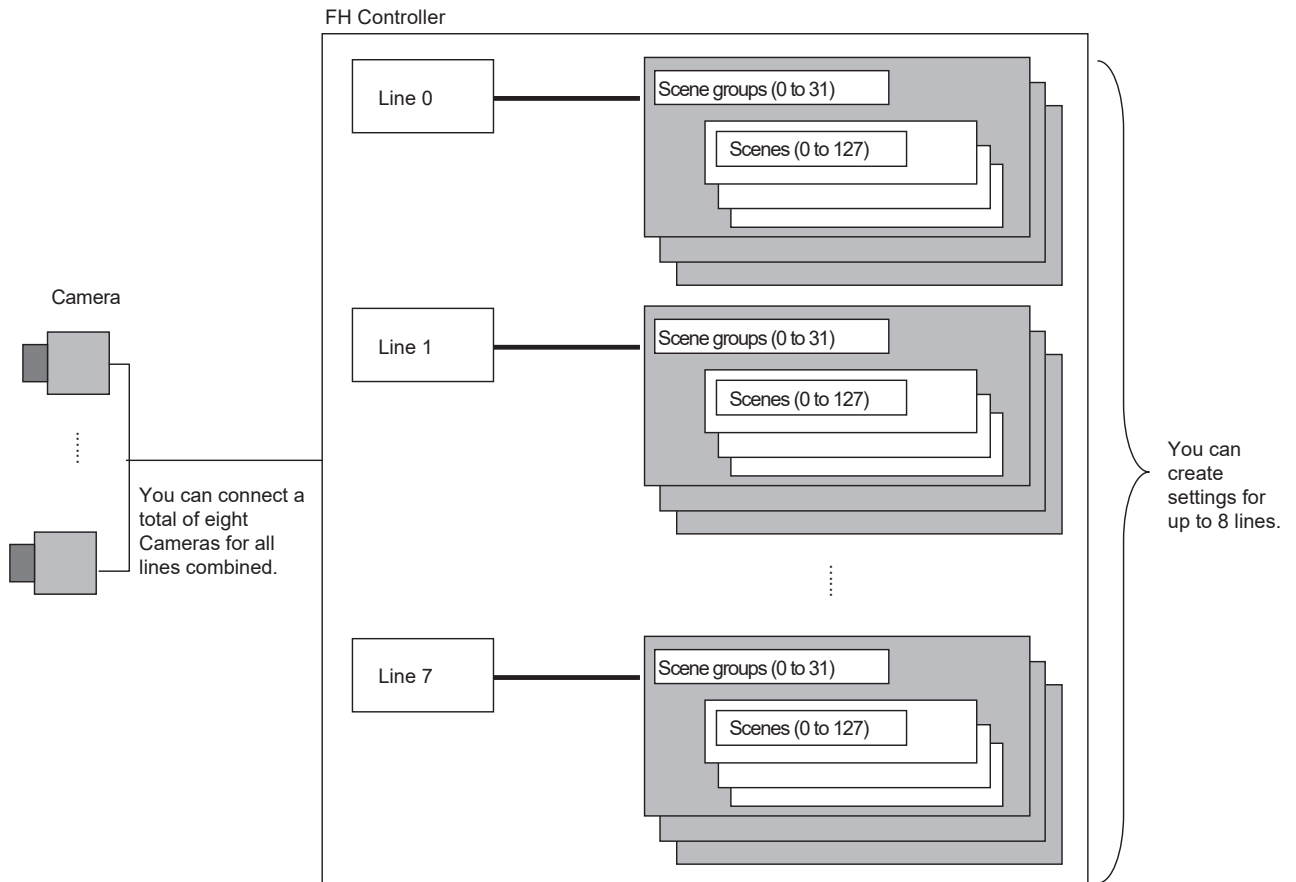 FH Controller
Line 0
Scene groups (0 to 31)
Scenes (0 to 127)
Camera
Line 1
Scene groups (0 to 31)
Scenes (0 to 127)
You can connect a
total of eight
Cameras for all
lines combined.
You can
create
settings for
up to 8 lines.
Line 7
Scene groups (0 to 31)
Scenes (0 to 127)